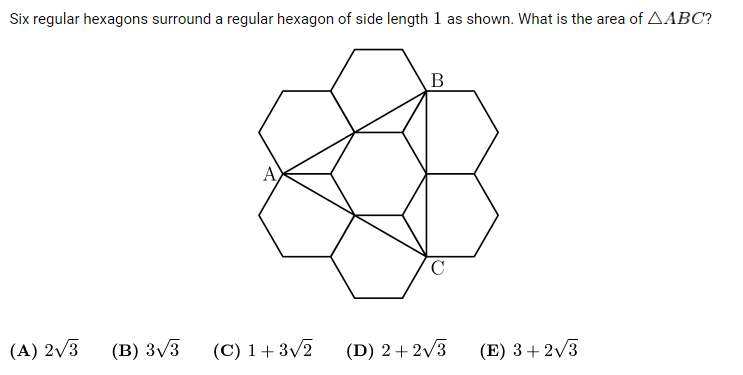 Six regular hexagons surround a regular hexagon of side length 1 as shown. What is the area of △ABC?
B
A
C
(A) 2√3 (B) 3√3 (C) 1 + 3√2 (D) 2 + 2√3 (E) 3 + 2√3